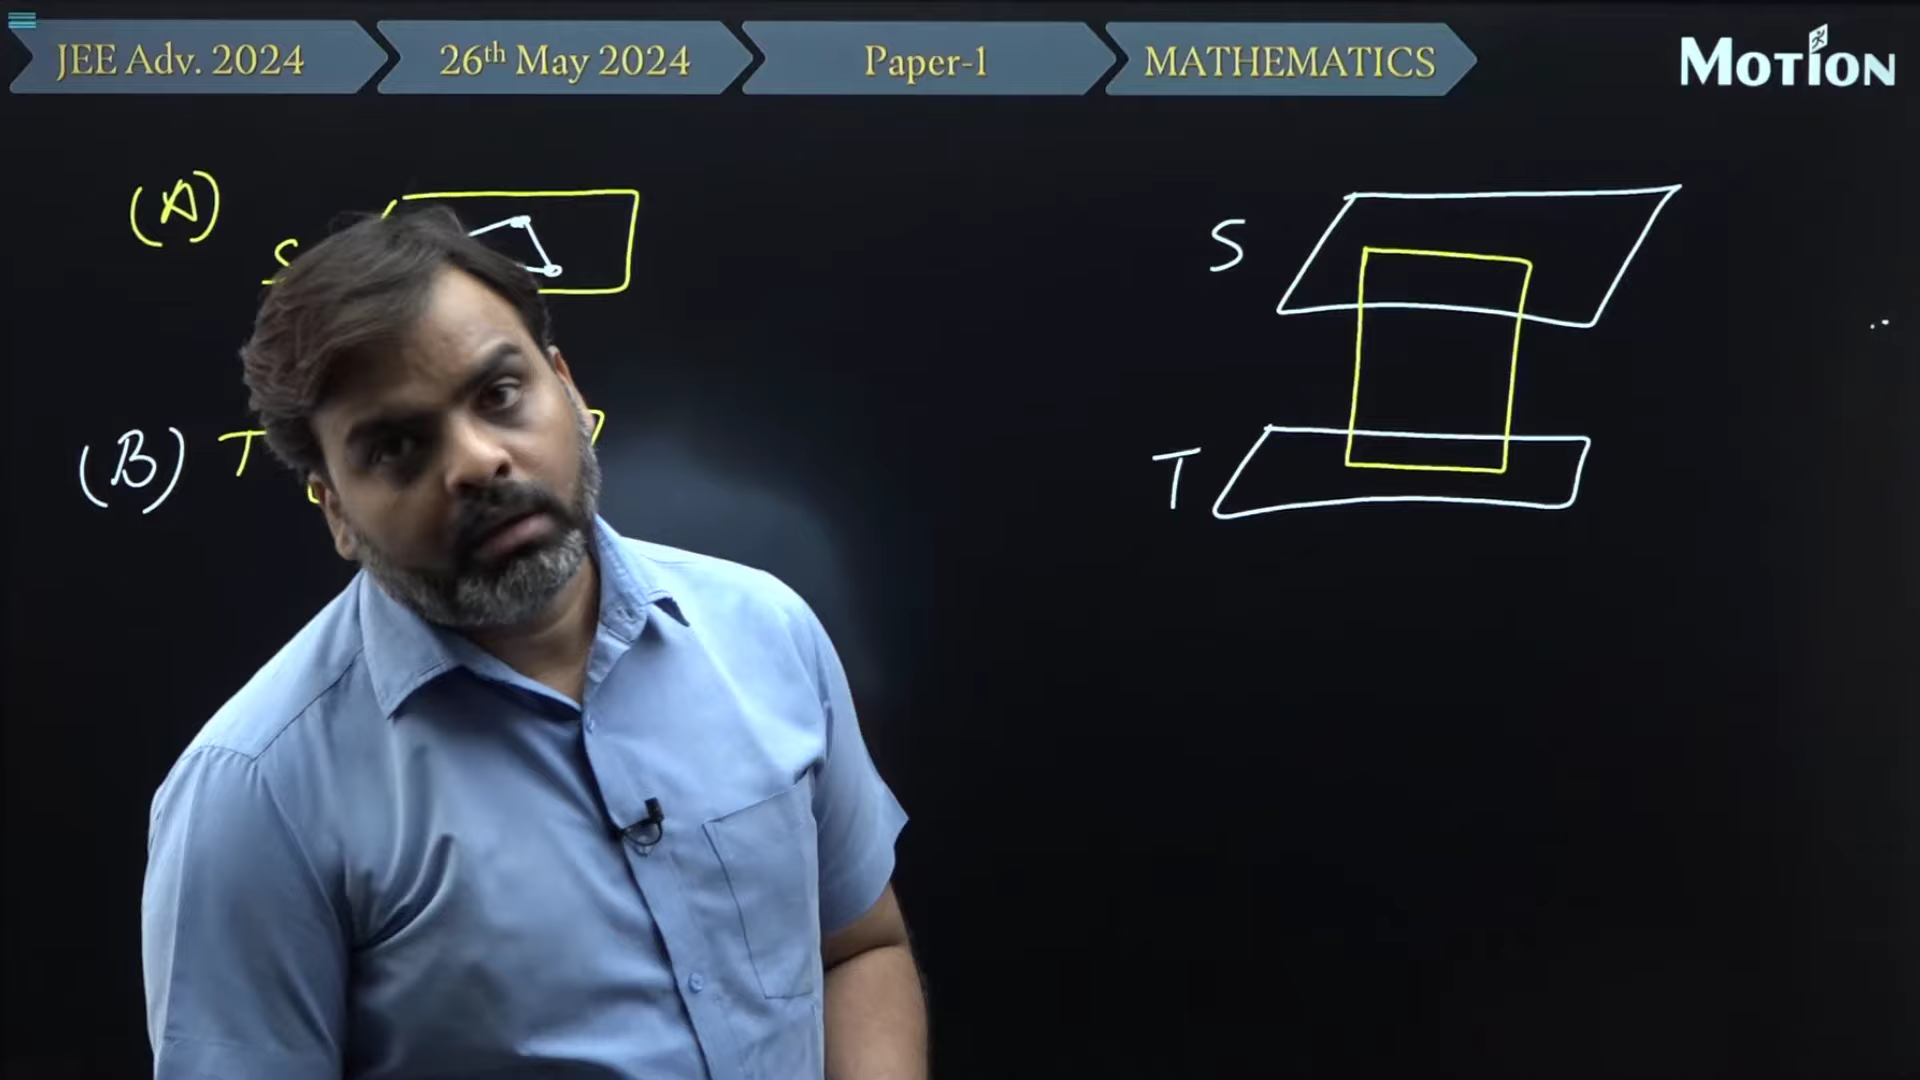 JEE Adv. 2024 26th May 2024 Paper-1 MATHEMATICS MOTION
(A)
S
(B) T
S
T